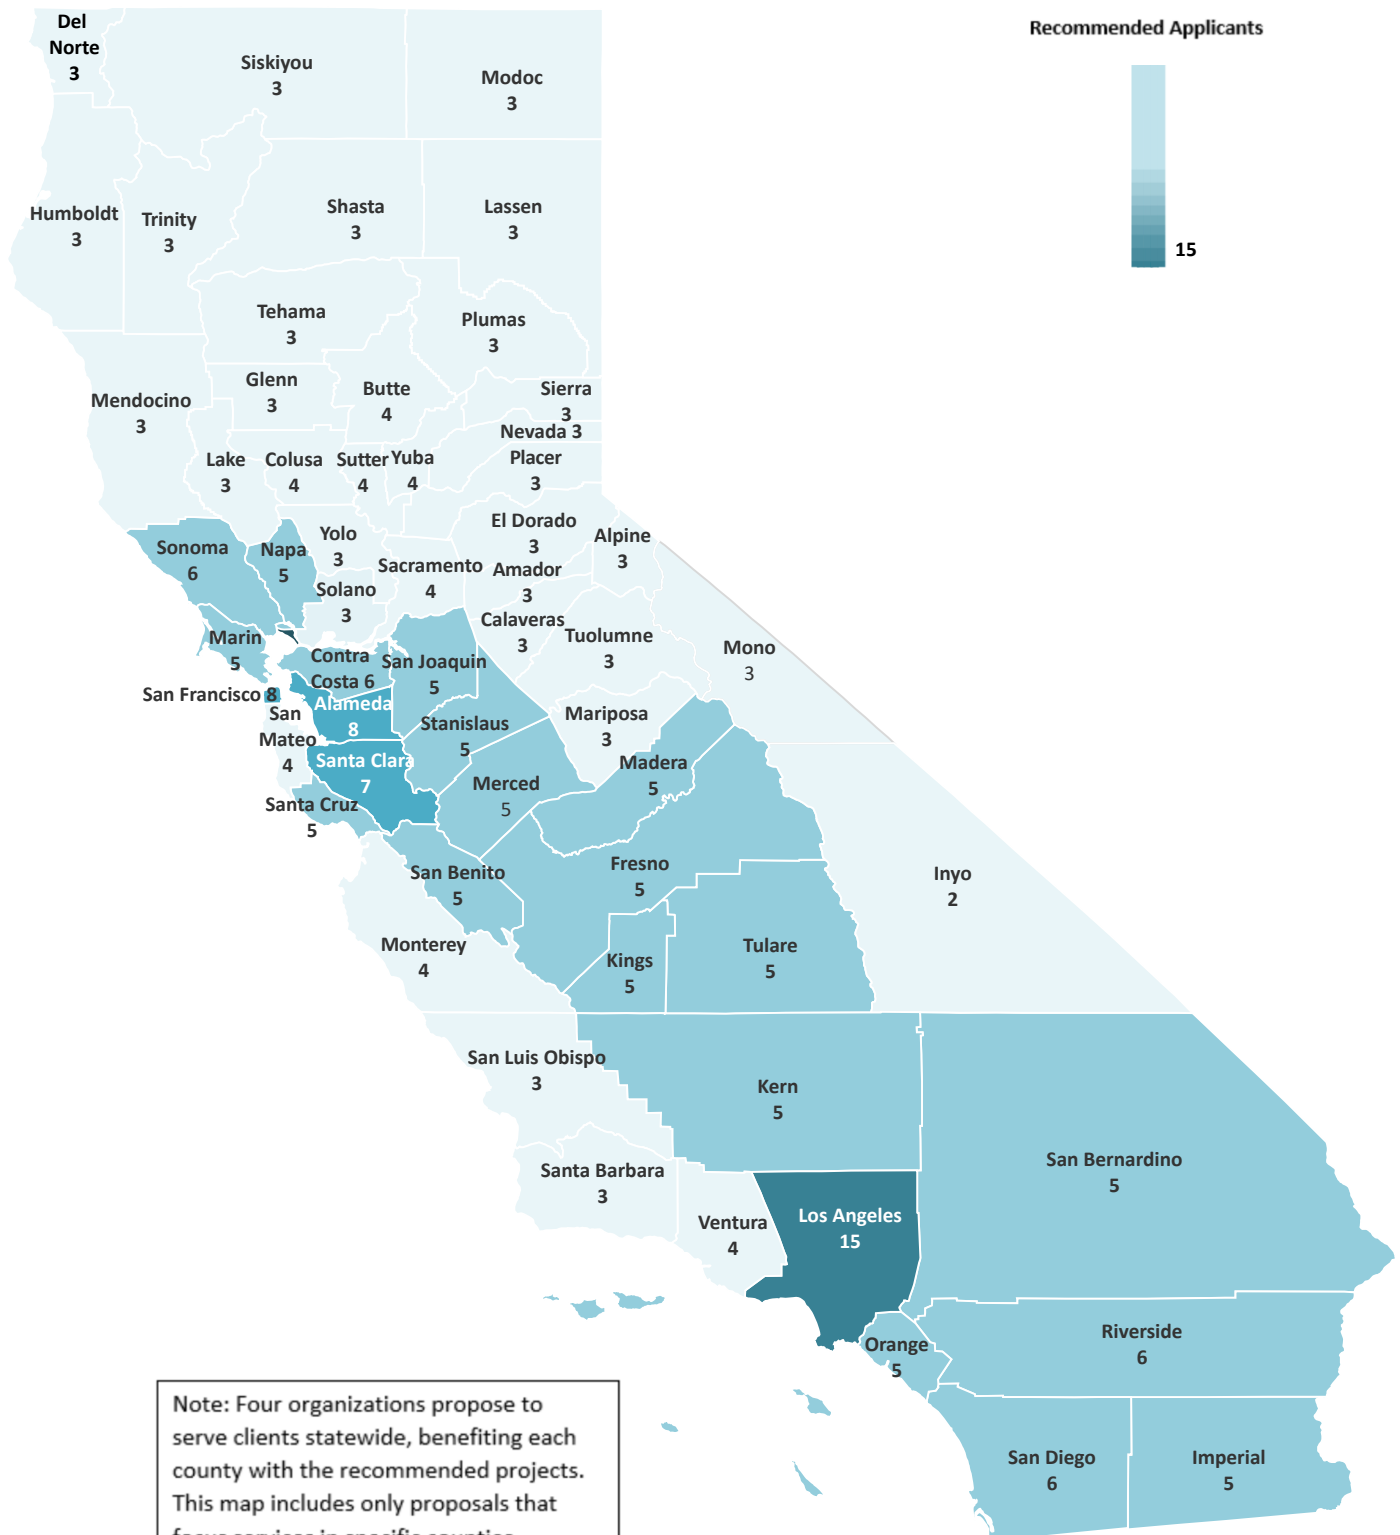 Recommended Applicants
15
Del
Norte
3
Siskiyou
3
Modoc
3
Humboldt
3
Trinity
3
Shasta
3
Lassen
3
Tehama
3
Plumas
3
Mendocino
3
Glenn
3
Butte
4
Sierra
3
Nevada 3
Lake
3
Colusa
4
Sutter
4
Yuba
4
Placer
3
Sonoma
6
Napa
5
Yolo
3
Solano
3
Sacramento
4
El Dorado
3
Amador
3
Alpine
3
Calaveras
3
Tuolumne
3
Mono
3
Marin
5
Contra
Costa 6
San Joaquin
5
San Francisco 8
Alameda
8
San
Mateo
4
Santa Clara
7
Stanislaus
5
Mariposa
3
Madera
5
Merced
5
Santa Cruz
5
San Benito
5
Fresno
5
Inyo
2
Monterey
4
Kings
5
Tulare
5
San Luis Obispo
3
Kern
5
San Bernardino
5
Santa Barbara
3
Ventura
4
Los Angeles
15
Orange
5
Riverside
6
San Diego
6
Imperial
5
Note: Four organizations propose to
serve clients statewide, benefiting each
county with the recommended projects.
This map includes only proposals that
focus services in specific counties